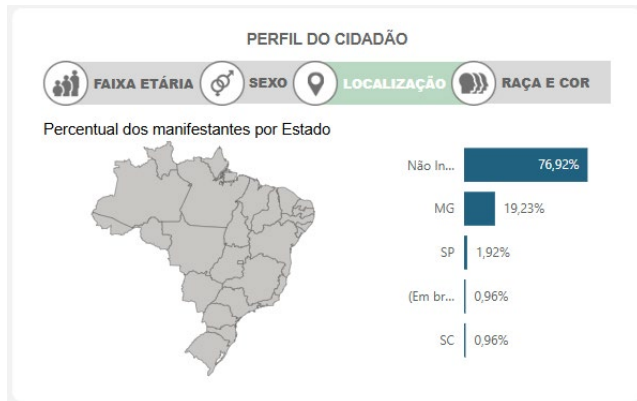 PERFIL DO CIDADÃO
FAIXA ETÁRIA SEXO LOCALIZAÇÃO RAÇA E COR
Percentual dos manifestantes por Estado
Não In... 76,92%
MG 19,23%
SP 1,92%
(Em br... 0,96%
SC 0,96%